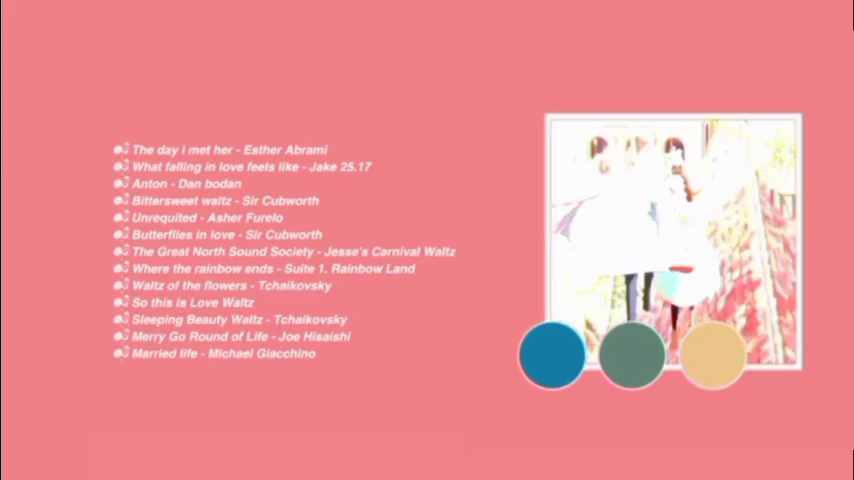 The day i met her - Esther Abrami
What falling in love feels like - Jake 25.17
Anton - Dan bodan
Bittersweet waltz - Sir Cubworth
Unrequited - Asher Furelo
Butterflies in love - Sir Cubworth
The Great North Sound Society - Jesse's Carnival Waltz
Where the rainbow ends - Suite 1. Rainbow Land
Waltz of the flowers - Tchaikovsky
So this is Love Waltz
Sleeping Beauty Waltz - Tchaikovsky
Merry Go Round of Life - Joe Hisaishi
Married life - Michael Giacchino